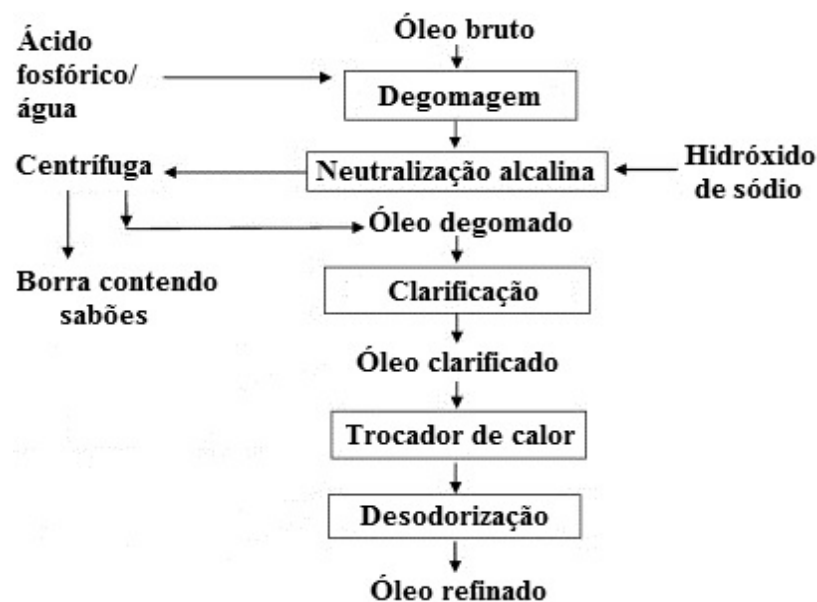 Óleo bruto
Ácido
fosfórico/
água
Degomagem
Centrífuga
Neutralização alcalina
Hidróxido
de sódio
Óleo degomado
Borra contendo
sabões
Clarificação
Óleo clarificado
Trocador de calor
Desodorização
Óleo refinado